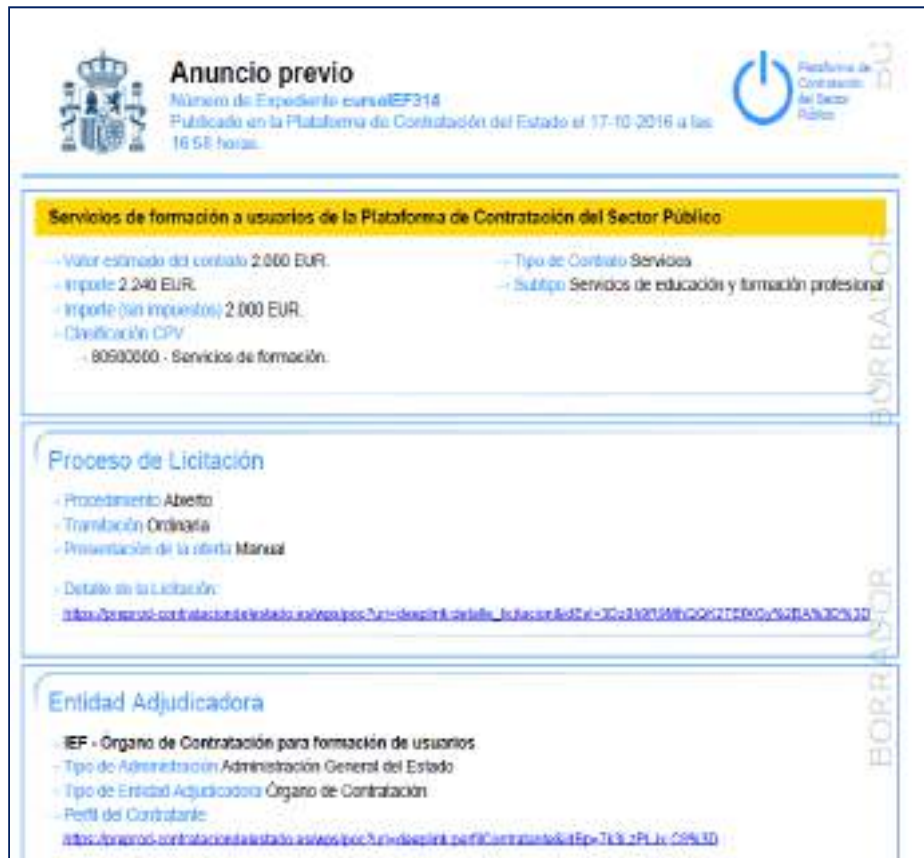 Anuncio previo
Número de Expediente cursoIEF314
Publicado en la Plataforma de Contratación del Estado el 17-10-2016 a las
16:58 horas.
Plataforma de
Contratación
del Sector
Público
Servicios de formación a usuarios de la Plataforma de Contratación del Sector Público
Valor estimado del contrato 2.000 EUR.
Importe 2.240 EUR.
Importe (sin impuestos) 2.000 EUR.
Clasificación CPV
80500000 - Servicios de formación.
Tipo de Contrato Servicios
Subtipo Servicios de educación y formación profesional
Proceso de Licitación
Procedimiento Abierto
Tramitación Ordinaria
Presentación de la oferta Manual
Detalle de la Licitación:
Entidad Adjudicadora
IEF - Órgano de Contratación para formación de usuarios
Tipo de Administración Administración General del Estado
Tipo de Entidad Adjudicadora Órgano de Contratación
Perfil del Contratante
BORRADOR
BORRADOR